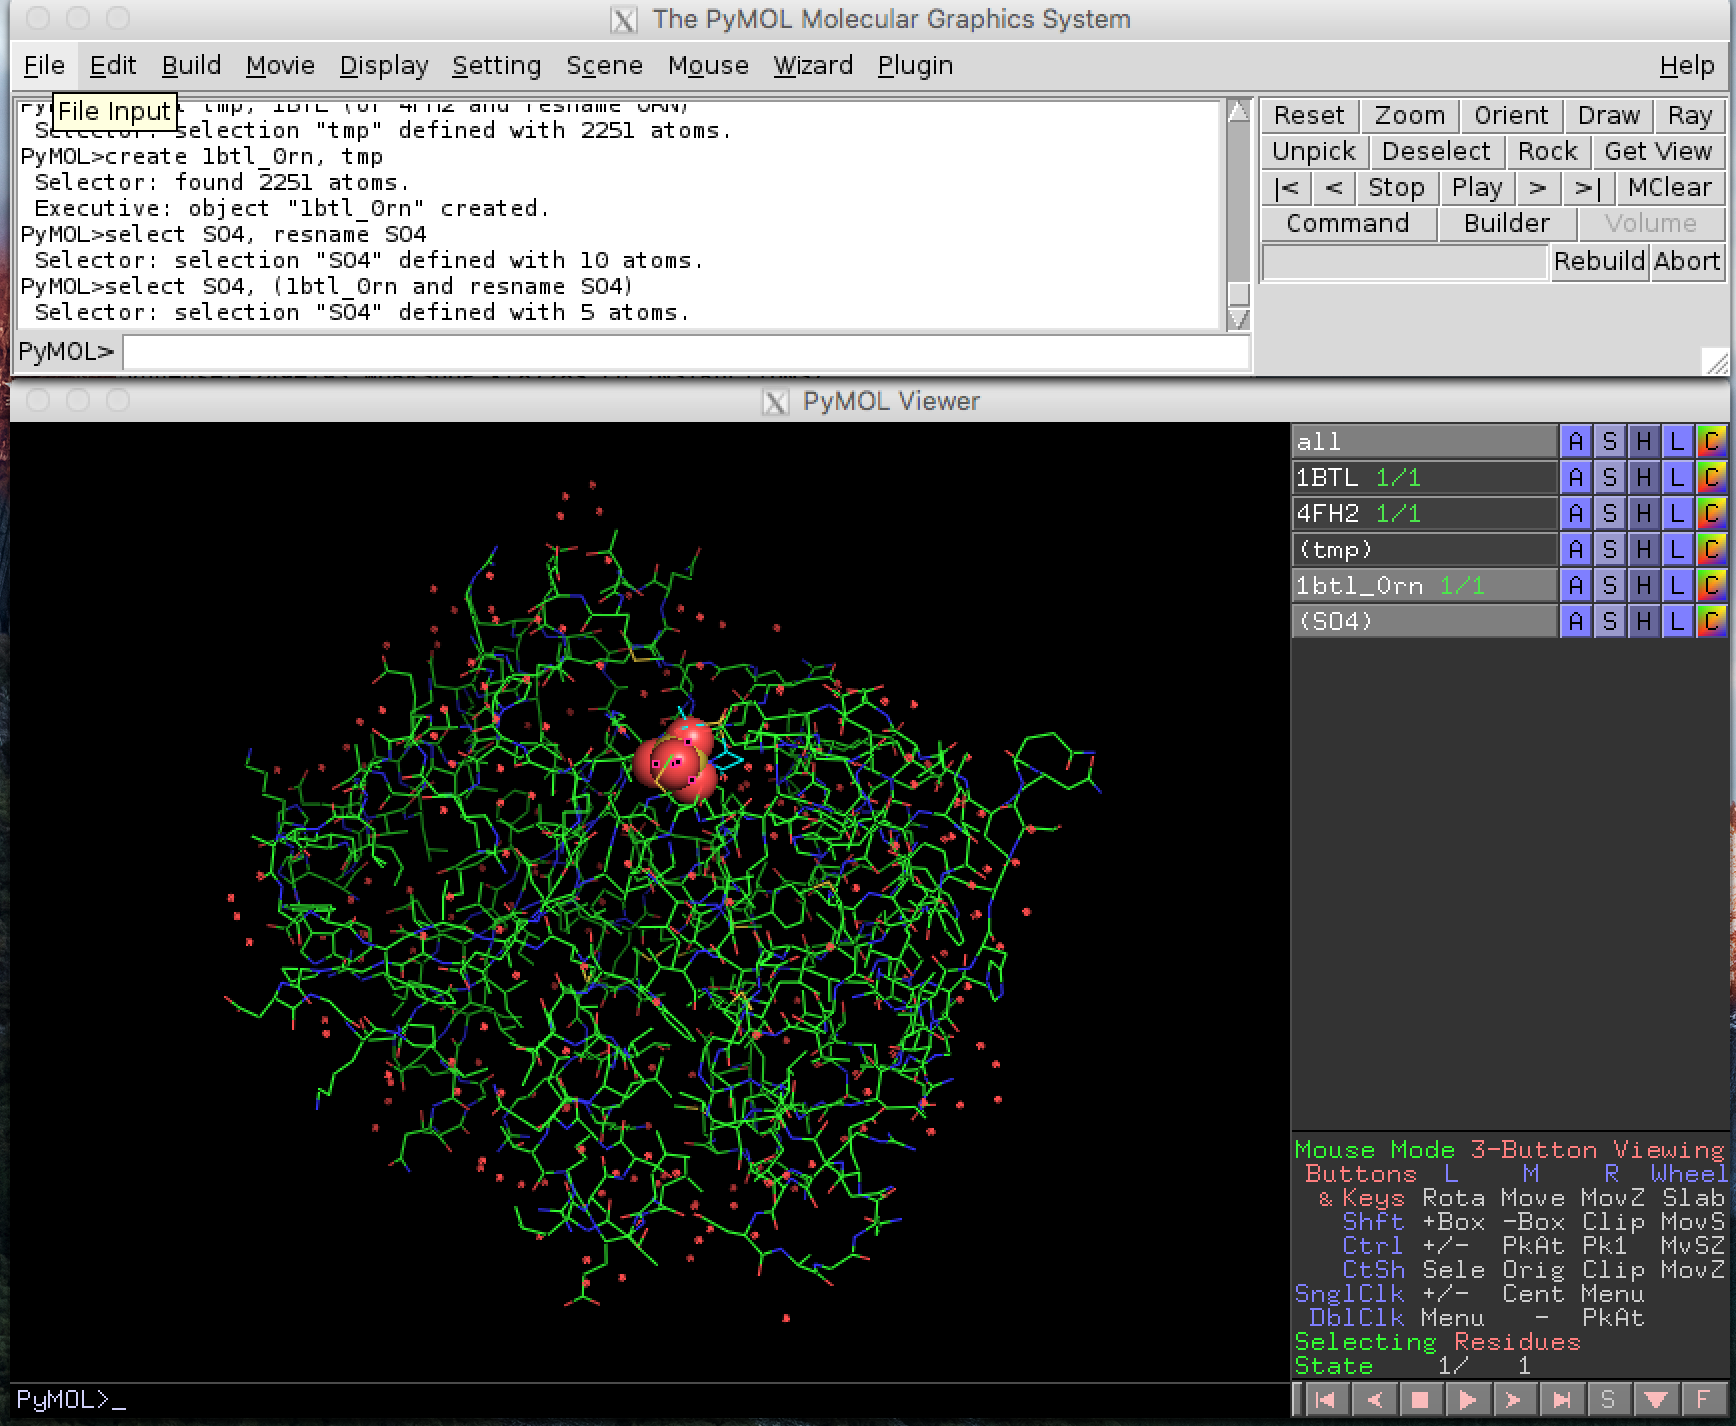 The PyMOL Molecular Graphics System
File Edit Build Movie Display Setting Scene Mouse Wizard Plugin Help
File Input
tmp, 1BTL (or 4FH2 and resname ORN)
selection "tmp" defined with 2251 atoms.
PyMOL>create 1btl_Orn, tmp
Selector: found 2251 atoms.
Executive: object "1btl_Orn" created.
PyMOL>select SO4, resname SO4
Selector: selection "SO4" defined with 10 atoms.
PyMOL>select SO4, (1btl_Orn and resname SO4)
Selector: selection "SO4" defined with 5 atoms.
PyMOL>
Reset Zoom Orient Draw Ray
Unpick Deselect Rock Get View
|< < Stop Play > >| MClear
Command Builder Volume
Rebuild Abort
PyMOL Viewer
all A S H L C
1BTL 1/1 A S H L C
4FH2 1/1 A S H L C
(tmp) A S H L C
1btl_Orn 1/1 A S H L C
(SO4) A S H L C
Mouse Mode 3-Button Viewing
Buttons L M R Wheel
& Keys Rota Move MovZ Slab
Shft +Box -Box Clip MovS
Ctrl +/- PkAt Pk1 MvSZ
CtSh Sele Orig Clip MovZ
SnglClk +/- Cent Menu
DblClk Menu - PkAt
Selecting Residues
State 1/ 1
PyMOL>_
S F